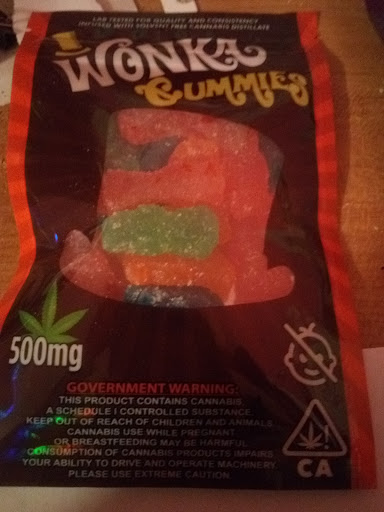 LAB TESTED FOR QUALITY AND CONSISTENCY
INFUSED WITH SOLVENT FREE CANNABIS DISTILLATE
WONKA
GUMMIES
500mg
GOVERNMENT WARNING:
THIS PRODUCT CONTAINS CANNABIS
A SCHEDULE I CONTROLLED SUBSTANCE
KEEP OUT OF REACH OF CHILDREN AND ANIMALS
CANNABIS USE WHILE PREGNANT
OR BREASTFEEDING MAY BE HARMFUL
CONSUMPTION OF CANNABIS PRODUCTS IMPAIRS
YOUR ABILITY TO DRIVE AND OPERATE MACHINERY
PLEASE USE EXTREME CAUTION
!
CA